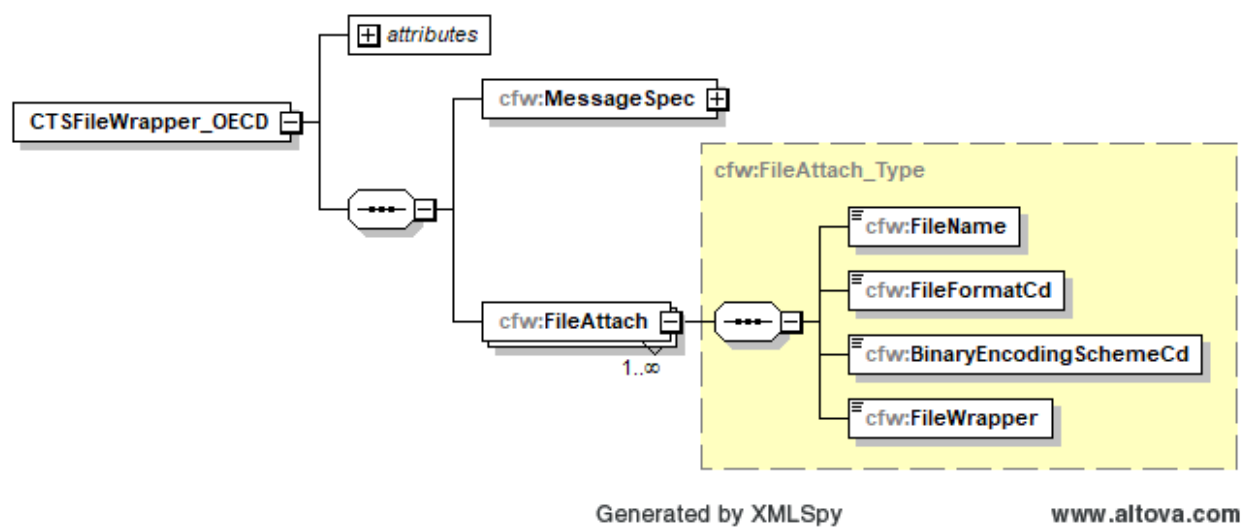 attributes
cfw:MessageSpec
CTSFileWrapper_OECD
cfw:FileAttach_Type
cfw:FileName
cfw:FileFormatCd
cfw:FileAttach
1..∞
cfw:BinaryEncodingSchemeCd
cfw:FileWrapper
Generated by XMLSpy
www.altova.com